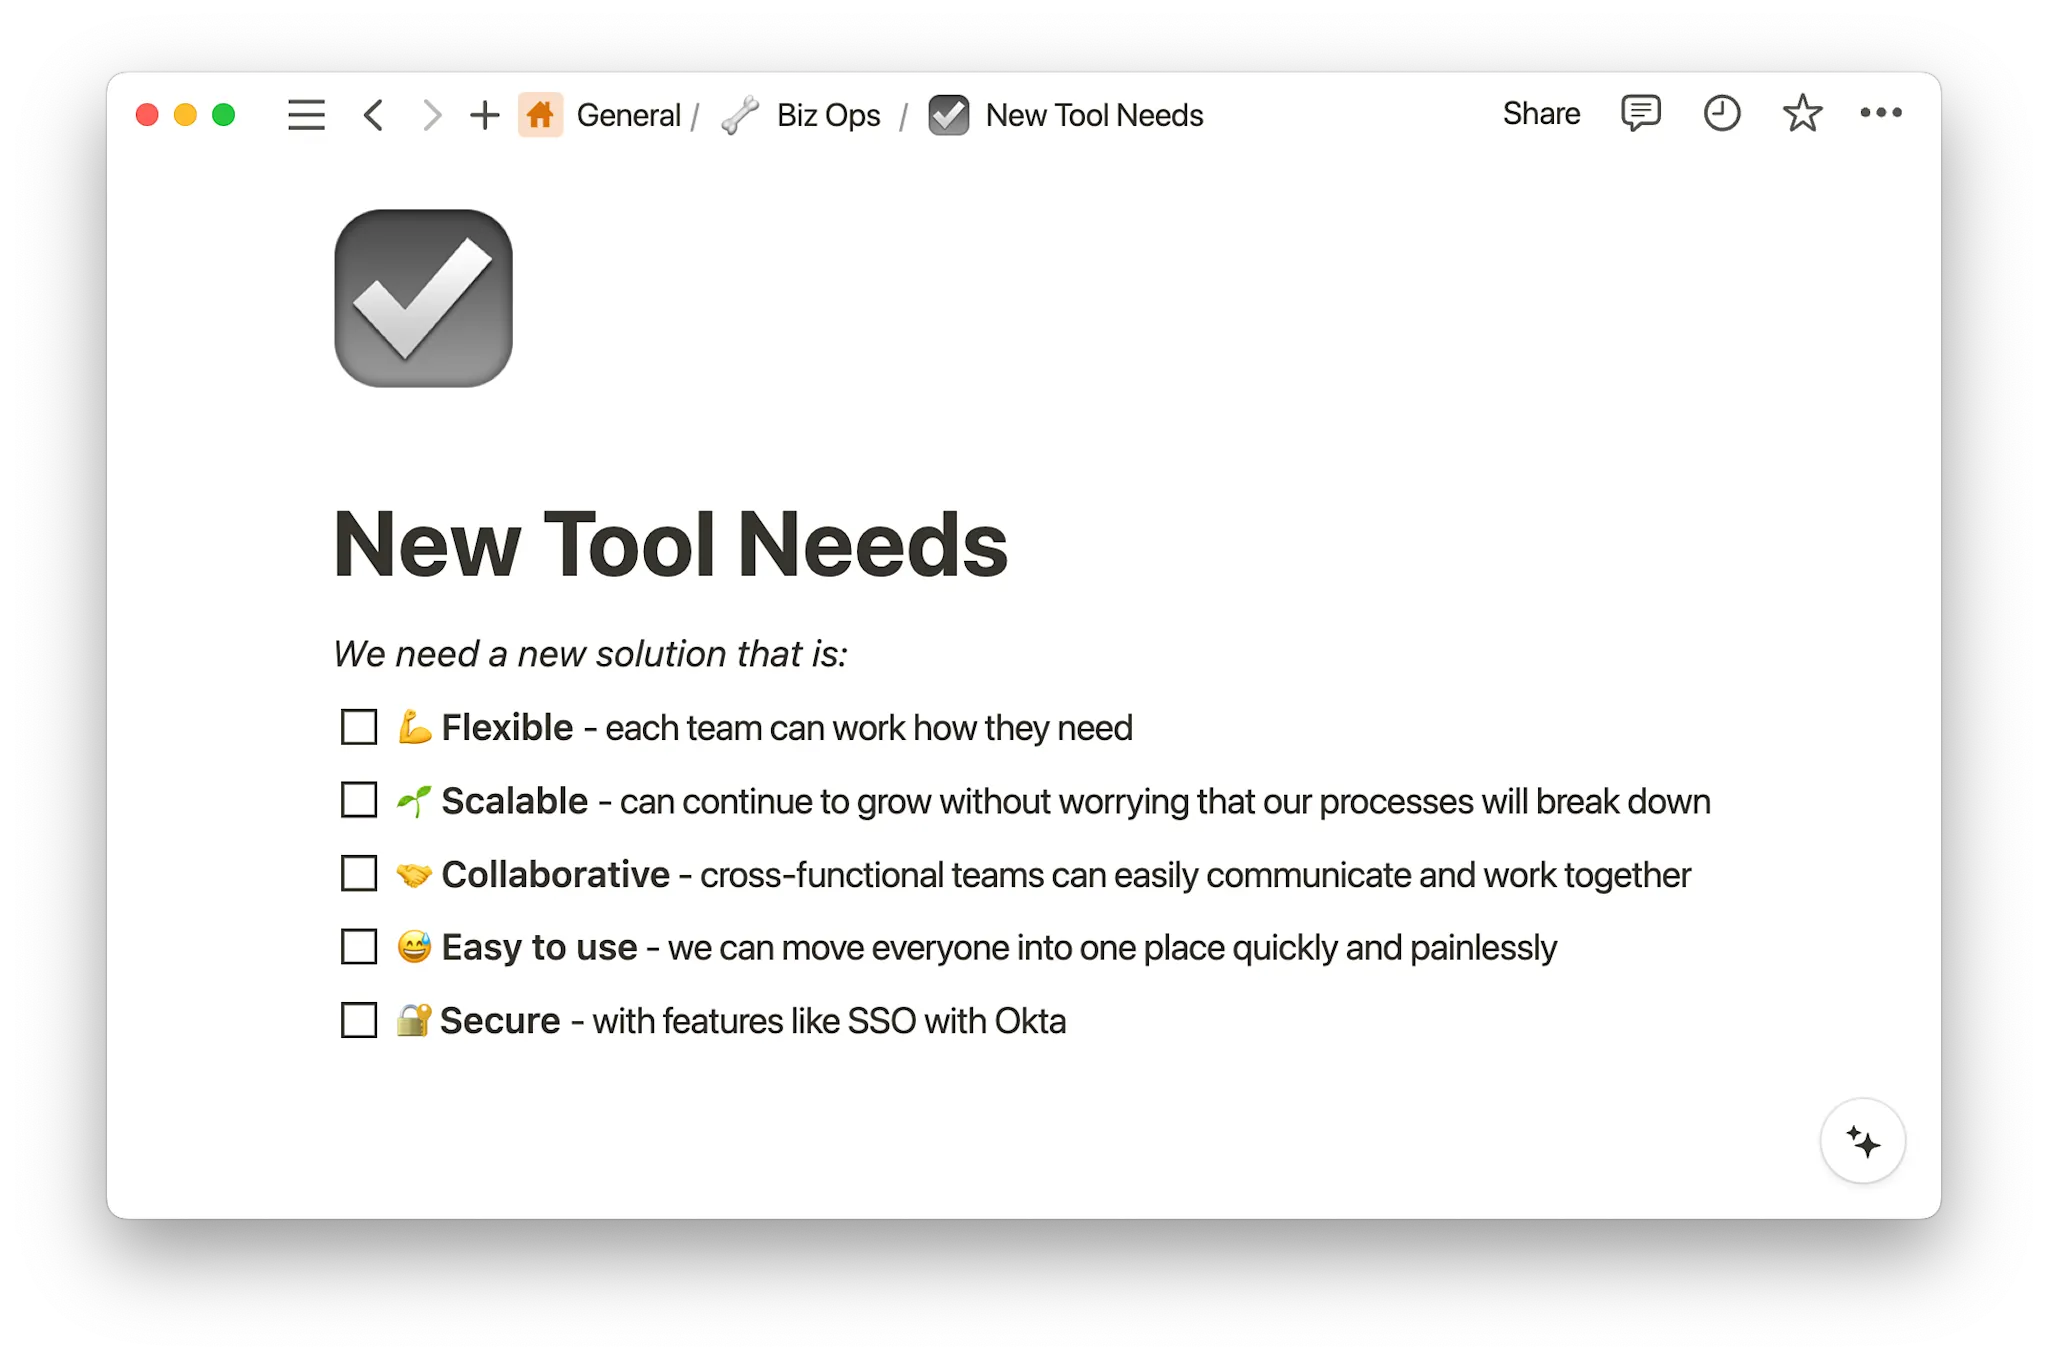 General / Biz Ops / New Tool Needs Share
New Tool Needs
We need a new solution that is:
💪 Flexible - each team can work how they need
🌱 Scalable - can continue to grow without worrying that our processes will break down
🤝 Collaborative - cross-functional teams can easily communicate and work together
😅 Easy to use - we can move everyone into one place quickly and painlessly
🔐 Secure - with features like SSO with Okta